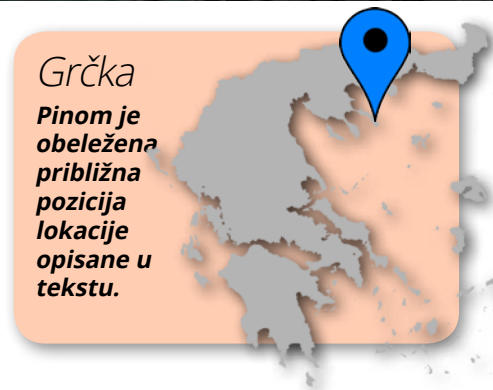 Grčka
Pinom je
obeležena
približna
pozicija
lokacije
opisane u
tekstu.